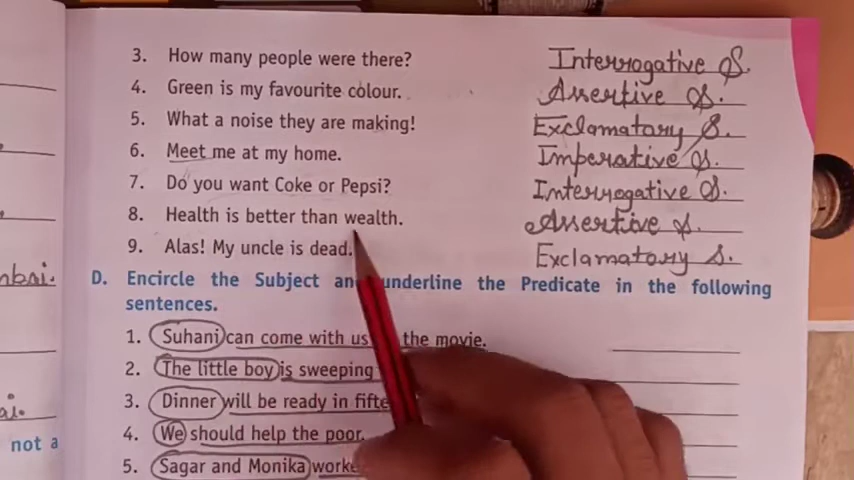 3. How many people were there? Interrogative S.
4. Green is my favourite colour. Assertive S.
5. What a noise they are making! Exclamatory S.
6. Meet me at my home. Imperative S.
7. Do you want Coke or Pepsi? Interrogative S.
8. Health is better than wealth. Assertive S.
9. Alas! My uncle is dead. Exclamatory S.
D. Encircle the Subject and underline the Predicate in the following
sentences.
1. Suhani can come with us the movie.
2. The little boy is sweeping
3. Dinner will be ready in
4. We should help the poor.
5. Sagar and Monika
not a